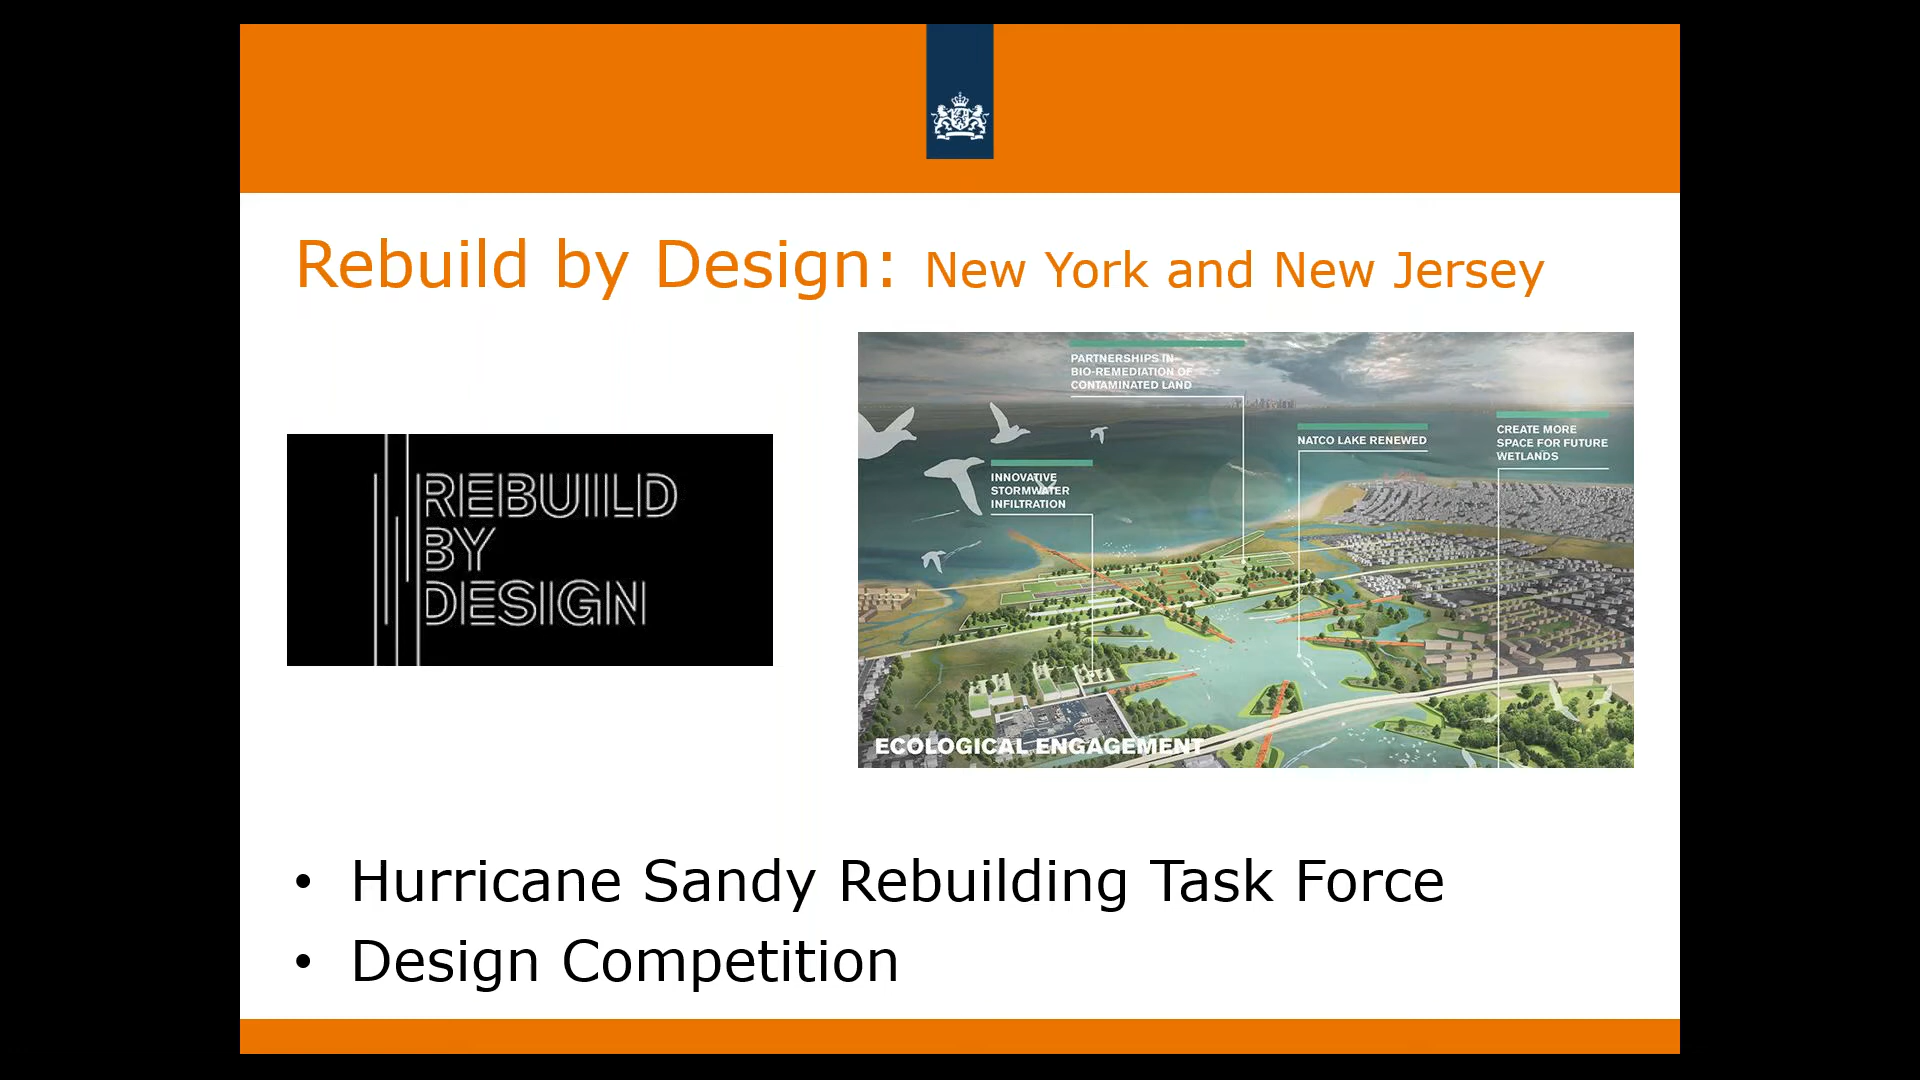 Rebuild by Design: New York and New Jersey
REBUIILD
BY
DESIGN
PARTNERSHIPS IN
BIO-REMEDIATION OF
CONTAMINATED LAND
INNOVATIVE
STORMWATER
INFILTRATION
NATCO LAKE RENEWED
CREATE MORE
SPACE FOR FUTURE
WETLANDS
ECOLOGICAL ENGAGEMENT
• Hurricane Sandy Rebuilding Task Force
• Design Competition